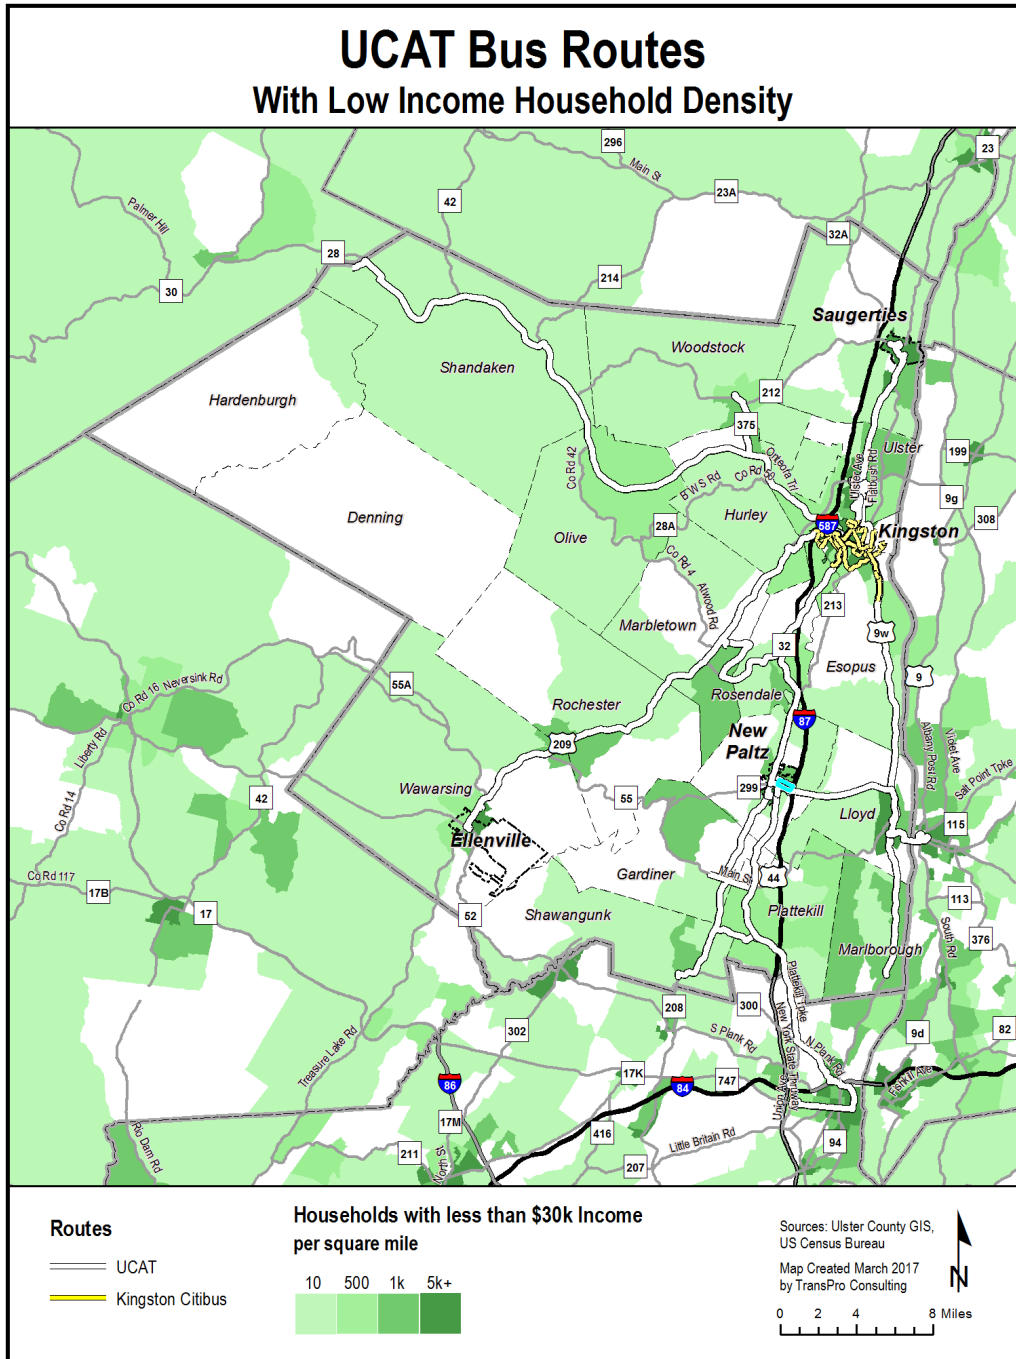 UCAT Bus Routes
With Low Income Household Density
296
23
Main St
23A
42
Palmer Hill
32A
28
214
30
Saugerties
Woodstock
Shandaken
Hardenburgh
212
375
Ulster
Co Rd 42
Onteora Trl
Ulster Ave
Flatbush Rd
199
B W S Rd
Co Rd 50
9g
Denning
Hurley
28A
308
587
Kingston
Olive
Co Rd 4
Atwood Rd
213
Marbletown
9w
32
Esopus
Co Rd 16
Neversink Rd
55A
9
Rosendale
Rochester
87
New
Paltz
Liberty Rd
209
Albany Post Rd
Violet Ave
Salt Point Tpke
Wawarsing
299
55
42
Co Rd 14
Lloyd
115
Ellenville
Gardiner
Main St
44
Co Rd 117
17B
113
17
52
Shawangunk
Plattekill
376
South Rd
Marlborough
208
300
Plattekill Tpke
302
S Plank Rd
New York State Thruway
9d
82
N Plank Rd
Treasure Lake Rd
17K
747
86
84
Union Ave
Fishkill Ave
17M
416
Little Britain Rd
94
Rio Dam Rd
211
North St
207
Routes
UCAT
Kingston Citibus
Households with less than $30k Income
per square mile
10 500 1k 5k+
Sources: Ulster County GIS,
US Census Bureau
Map Created March 2017
by TransPro Consulting
N
0 2 4 8 Miles